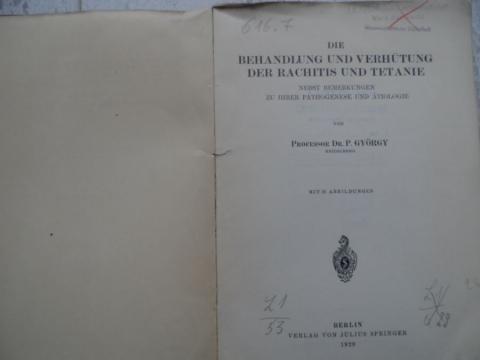 616.7
DIE
BEHANDLUNG UND VERHÜTUNG
DER RACHITIS UND TETANIE
NEBST BEMERKUNGEN
ZU IHRER PATHOGENESE UND ÄTIOLOGIE
VON
PROFESSOR DR. P. GYÖRGY
HEIDELBERG
MIT ABBILDUNGEN
BERLIN
VERLAG VON JULIUS SPRINGER
1929